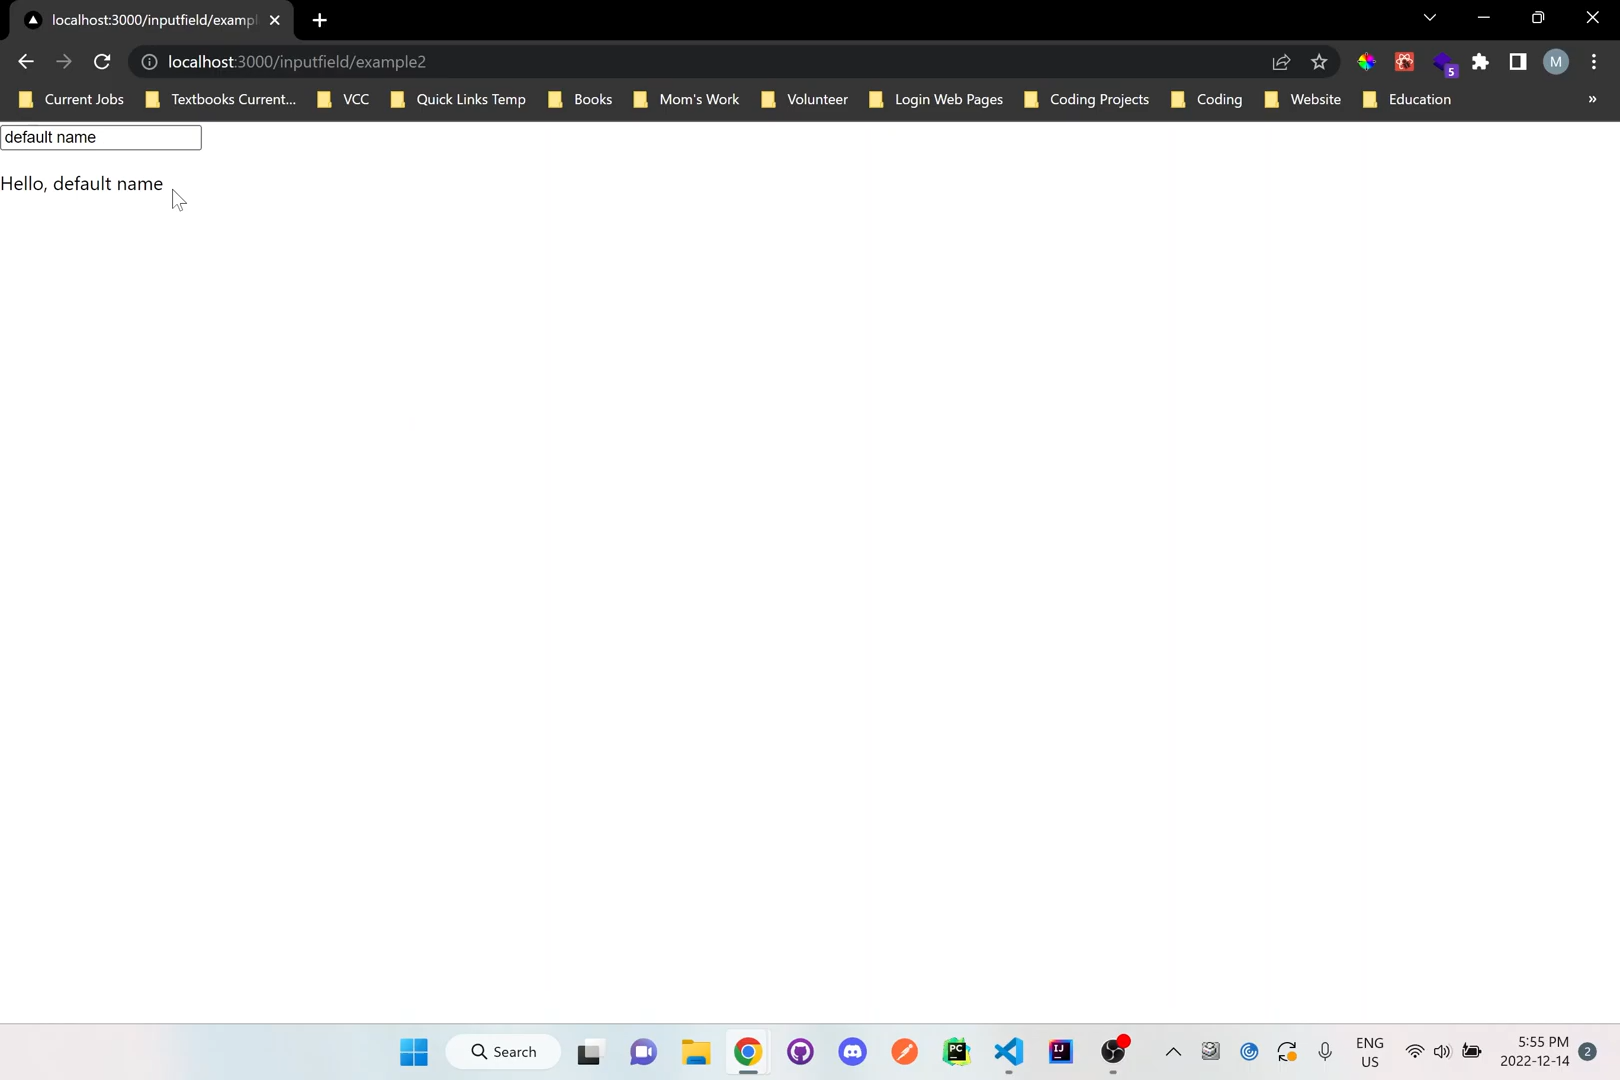 localhost:3000/inputfield/exampl
localhost:3000/inputfield/example2
5
M
Current Jobs
Textbooks Current...
VCC
Quick Links Temp
Books
Mom's Work
Volunteer
Login Web Pages
Coding Projects
Coding
Website
Education
»
default name
Hello, default name
Search
PC
IJ
ENG
US
5:55 PM
2022-12-14
2